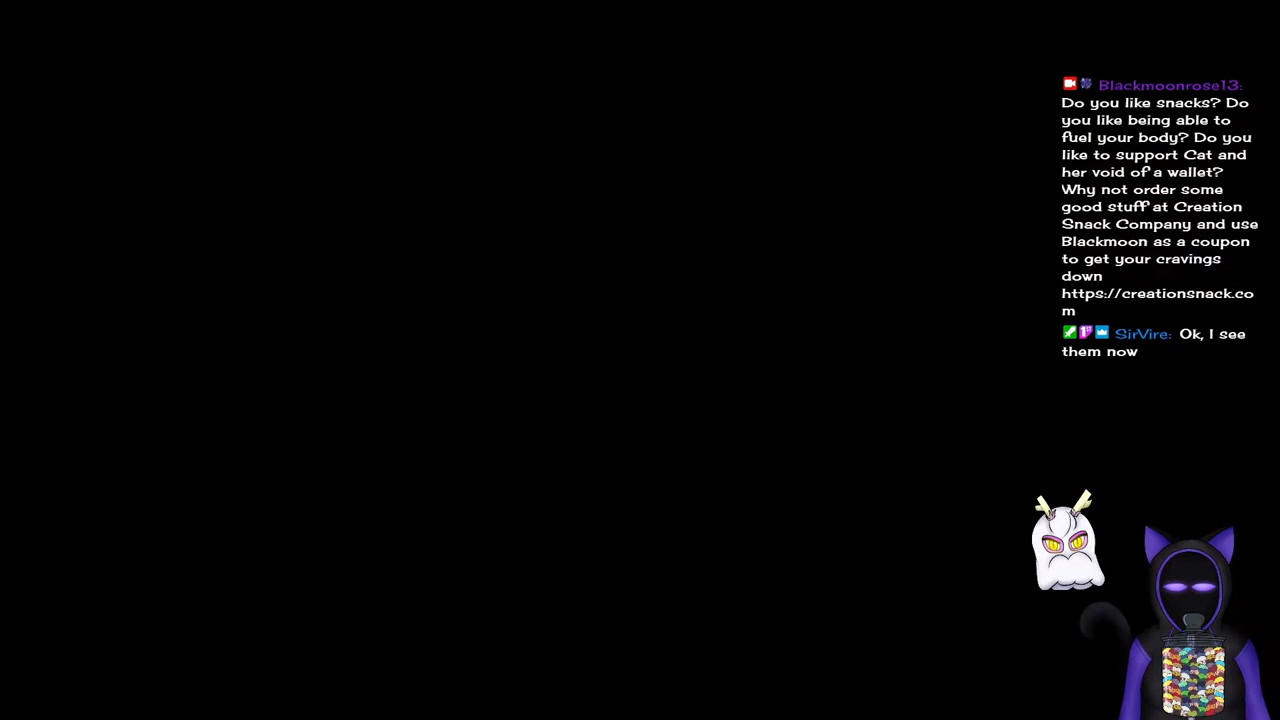 Blackmoonrose13:
Do you like snacks? Do
you like being able to
fuel your body? Do you
like to support Cat and
her void of a wallet?
Why not order some
good stuff at Creation
Snack Company and use
Blackmoon as a coupon
to get your cravings
down
https://creationsnack.co
m
SirVire: Ok, I see
them now